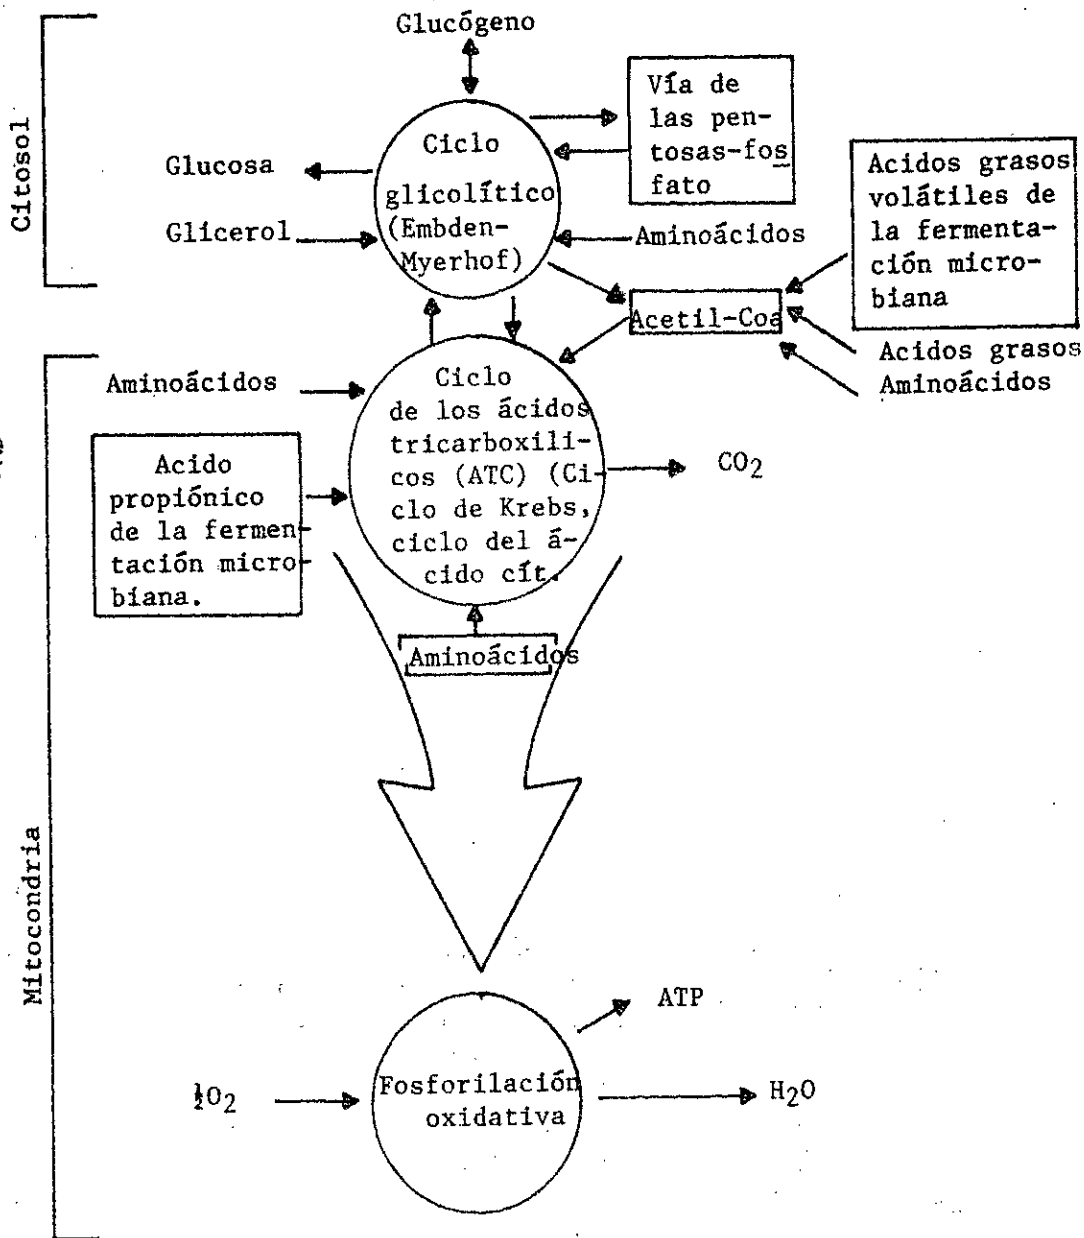 Glucógeno
Citosol
Vía de
las pen-
tosas-fos
fato
Ciclo
glicolítico
(Embden-
Myerhof)
Glucosa
Glicerol
Aminoácidos
Acidos grasos
volátiles de
la fermenta-
ción micro-
biana
Acetil-Coa
Acidos grasos
Aminoácidos
Mitocondria
Aminoácidos
Ciclo
de los ácidos
tricarboxili-
cos (ATC) (Ci-
clo de Krebs,
ciclo del á-
cido cít.
CO2
Acido
propiónico
de la fermen-
tación micro-
biana.
Aminoácidos
ATP
½O2
Fosforilación
oxidativa
H2O